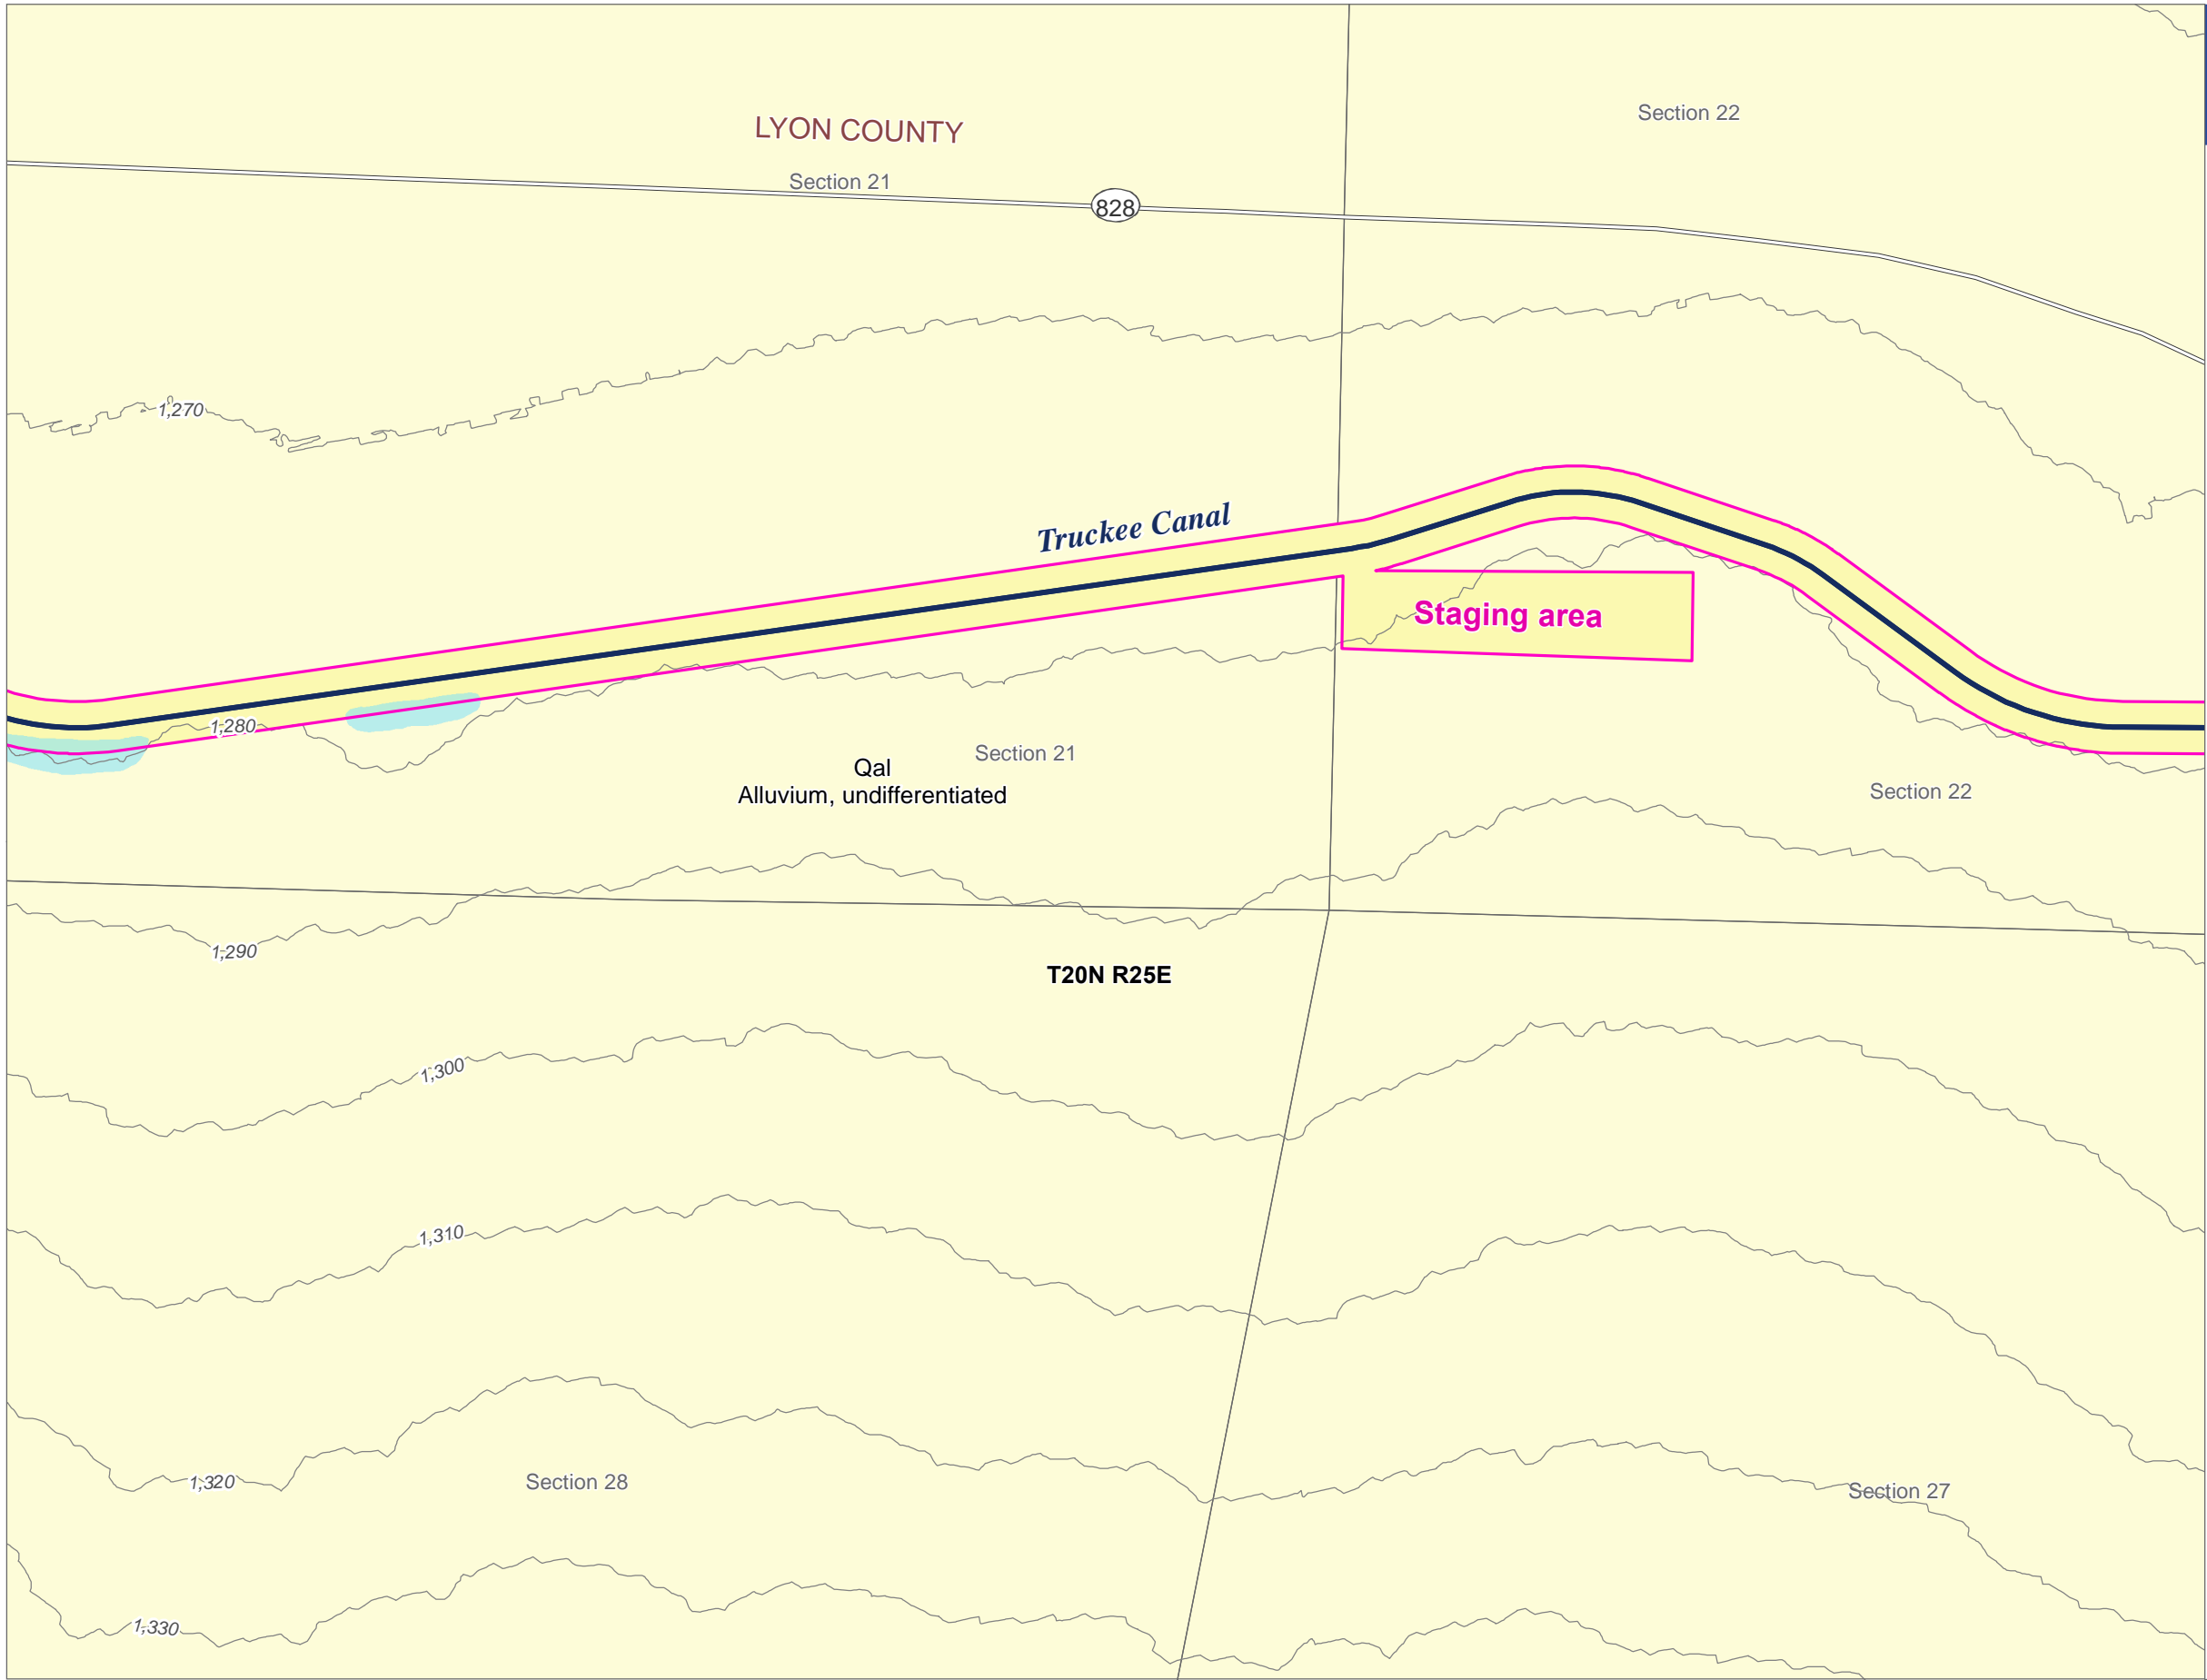 Section 22
LYON COUNTY
Section 21
828
1,270
Truckee Canal
Staging area
1,280
Section 21
Qal
Alluvium, undifferentiated
Section 22
1,290
T20N R25E
1,300
1,310
1,320
Section 28
Section 27
1,330